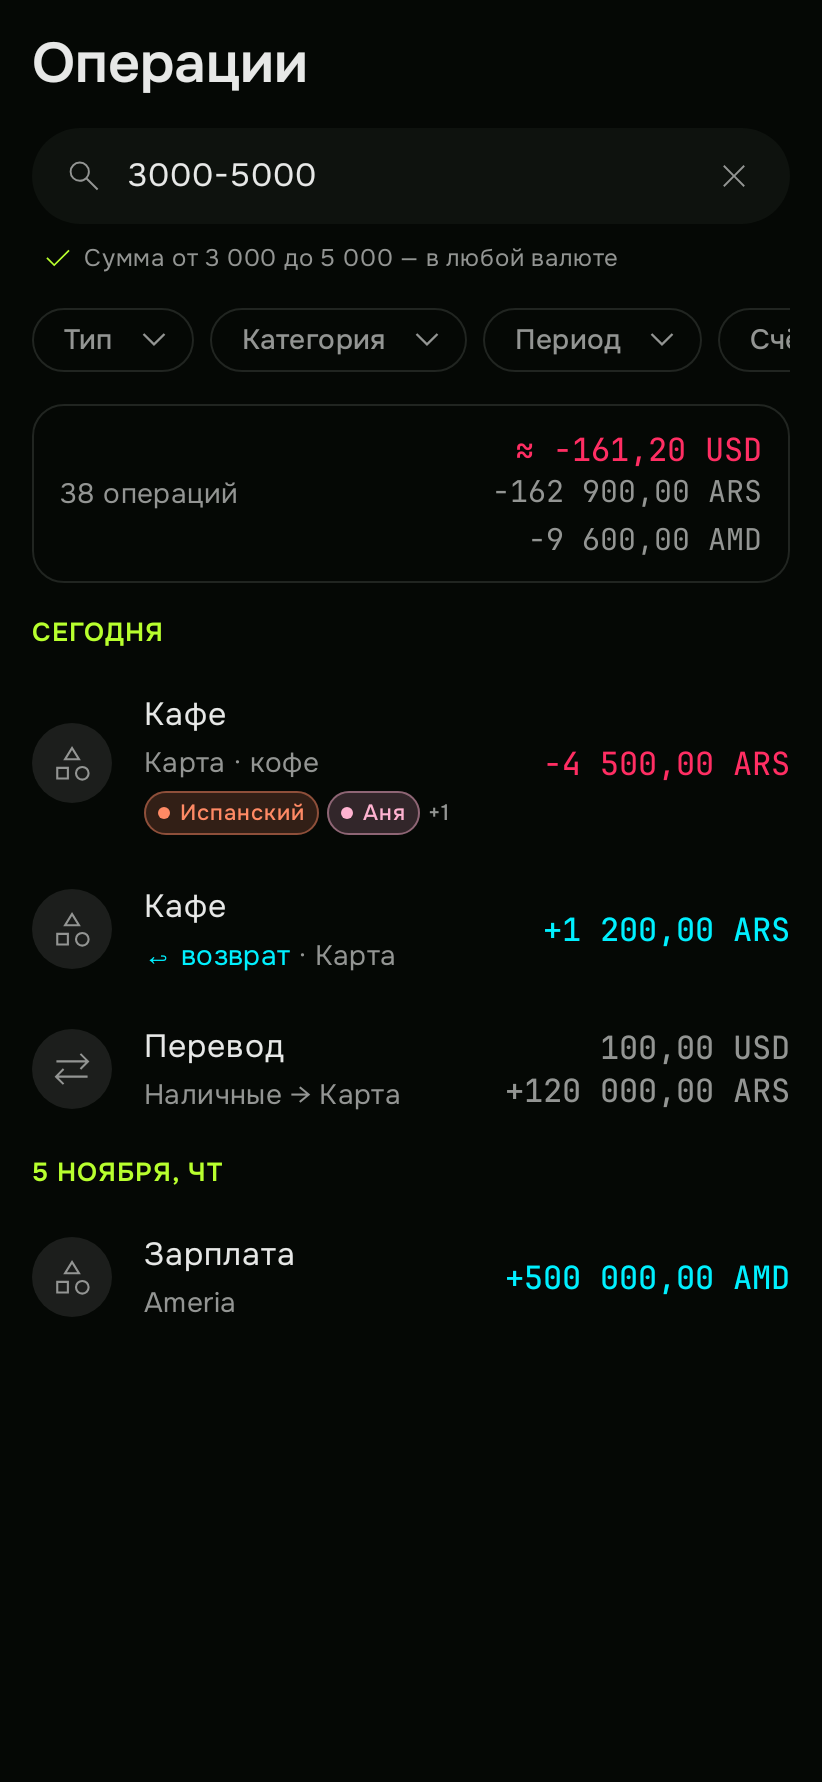 Операции
3000-5000
Сумма от 3 000 до 5 000 — в любой валюте
Тип Категория Период Счё
38 операций
≈ -161,20 USD
-162 900,00 ARS
-9 600,00 AMD
СЕГОДНЯ
Кафе
Карта · кофе
-4 500,00 ARS
Испанский Аня +1
Кафе
↩ возврат · Карта
+1 200,00 ARS
Перевод
Наличные → Карта
100,00 USD
+120 000,00 ARS
5 НОЯБРЯ, ЧТ
Зарплата
Ameria
+500 000,00 AMD